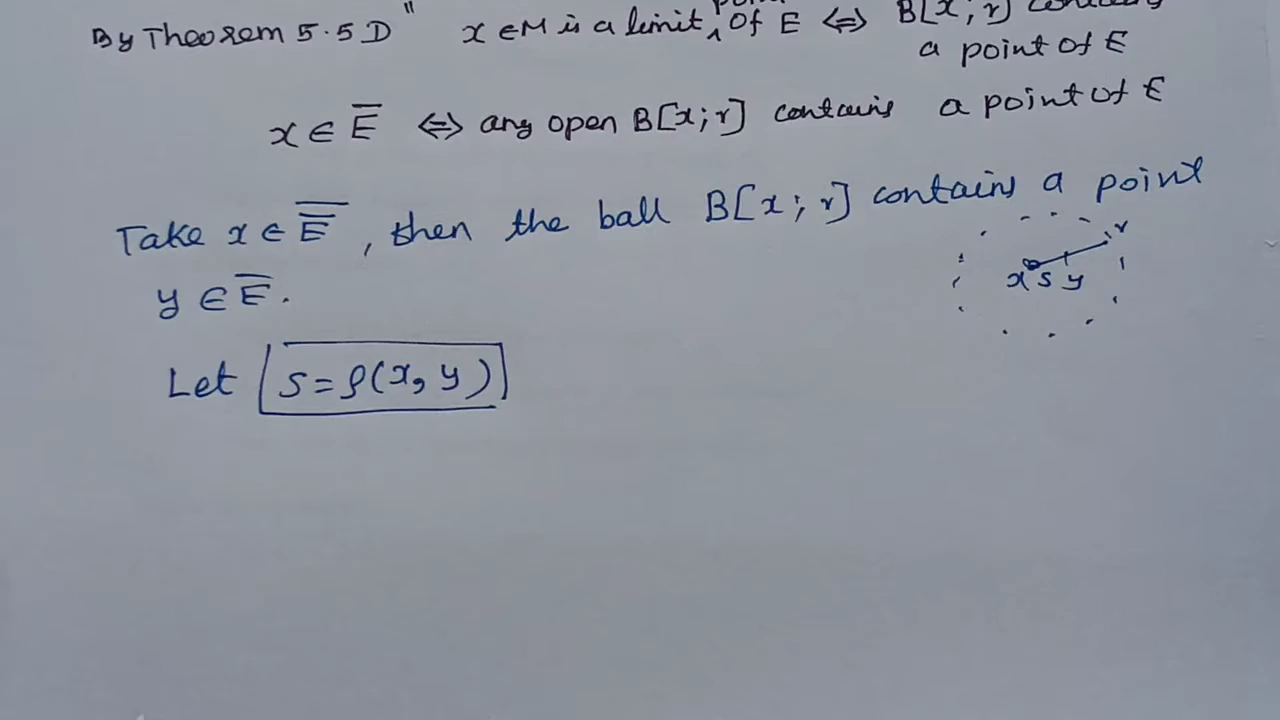 By Theorem 5.5D " x ∈ M is a limit point of E ⇔ B[x; r] contains
a point of E
x ∈ E̅ ⇔ any open B[x; r] contains a point of E
Take x ∈ E̿, then the ball B[x; r] contains a point
y ∈ E̅.
r
x s y
Let s = ρ(x, y)